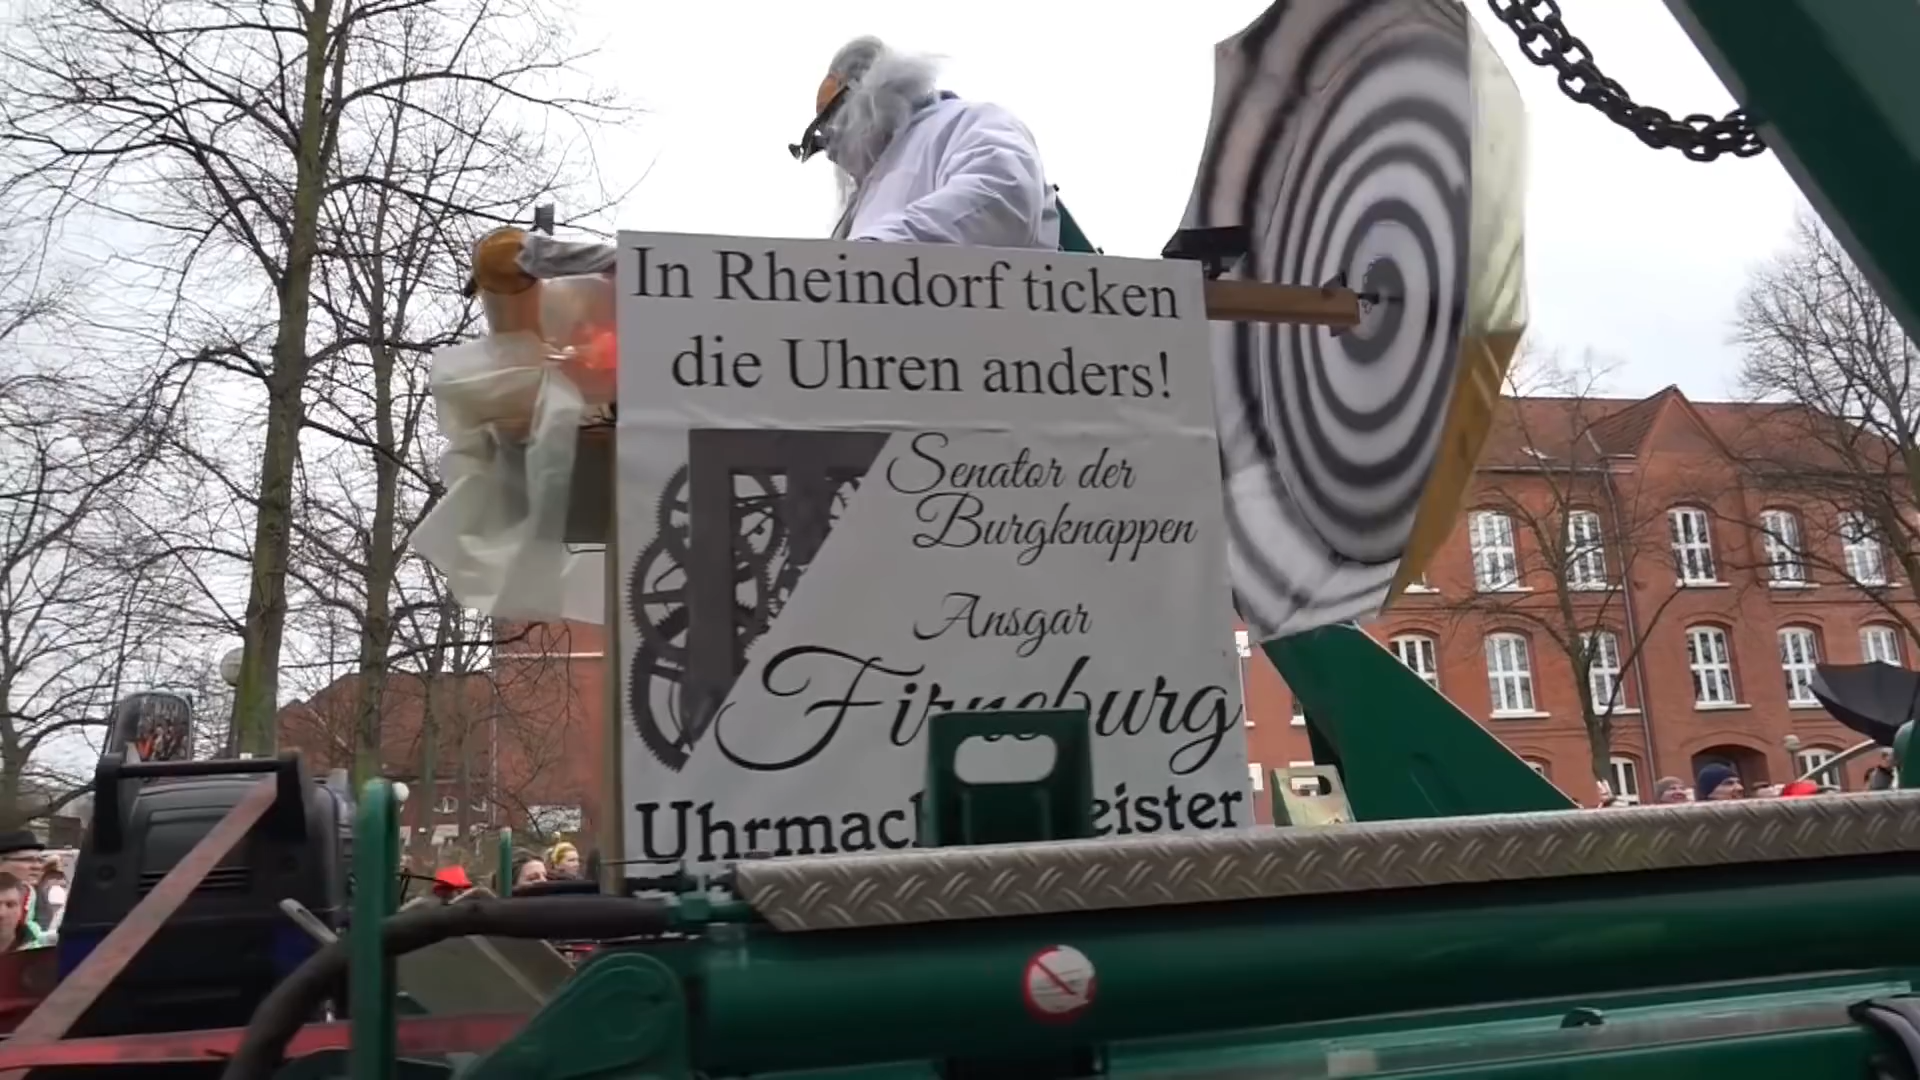 In Rheindorf ticken
die Uhren anders!
Senator der
Burgknappen
Ansgar